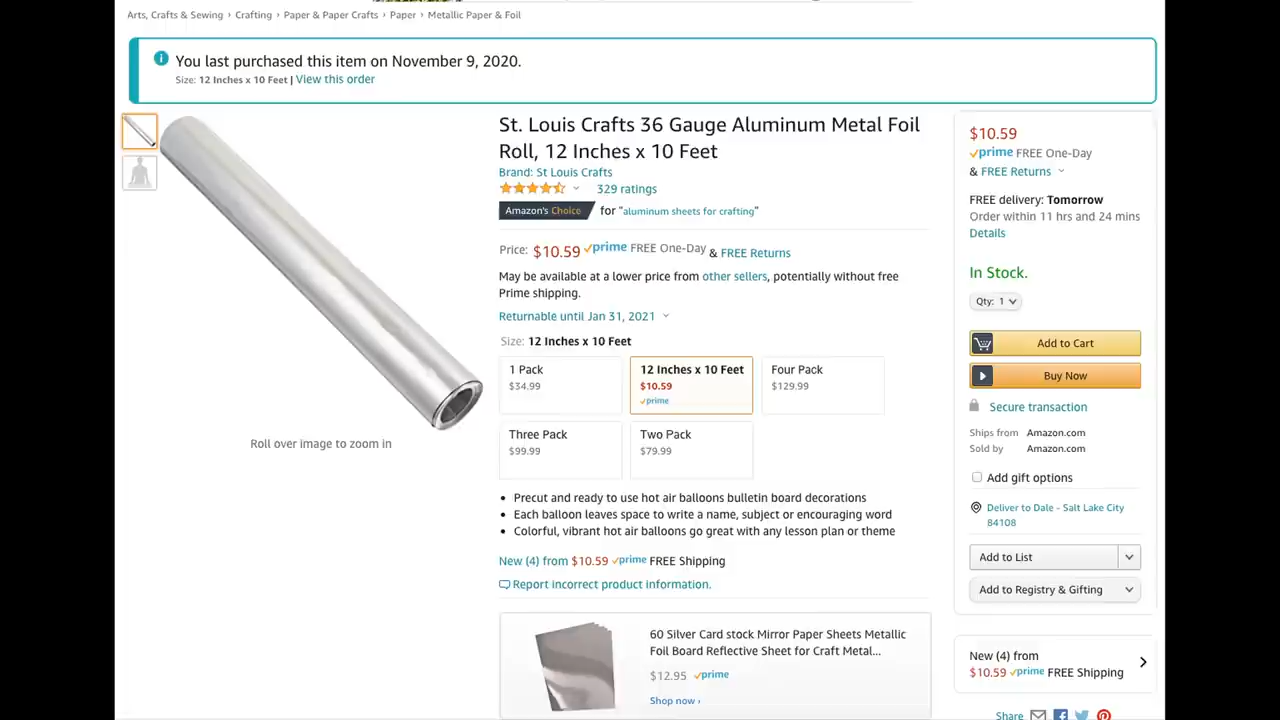 Arts, Crafts & Sewing › Crafting › Paper & Paper Crafts › Paper › Metallic Paper & Foil
You last purchased this item on November 9, 2020.
Size: 12 Inches x 10 Feet | View this order
St. Louis Crafts 36 Gauge Aluminum Metal Foil
Roll, 12 Inches x 10 Feet
Brand: St Louis Crafts
329 ratings
Amazon's Choice for "aluminum sheets for crafting"
Price: $10.59 prime FREE One-Day & FREE Returns
May be available at a lower price from other sellers, potentially without free
Prime shipping.
Returnable until Jan 31, 2021
Size: 12 Inches x 10 Feet
1 Pack
$34.99
12 Inches x 10 Feet
$10.59
prime
Four Pack
$129.99
Three Pack
$99.99
Two Pack
$79.99
Roll over image to zoom in
• Precut and ready to use hot air balloons bulletin board decorations
• Each balloon leaves space to write a name, subject or encouraging word
• Colorful, vibrant hot air balloons go great with any lesson plan or theme
New (4) from $10.59 prime FREE Shipping
Report incorrect product information.
60 Silver Card stock Mirror Paper Sheets Metallic
Foil Board Reflective Sheet for Craft Metal...
$12.95 prime
Shop now ›
$10.59
prime FREE One-Day
& FREE Returns
FREE delivery: Tomorrow
Order within 11 hrs and 24 mins
Details
In Stock.
Qty: 1
Add to Cart
Buy Now
Secure transaction
Ships from Amazon.com
Sold by Amazon.com
Add gift options
Deliver to Dale - Salt Lake City
84108
Add to List
Add to Registry & Gifting
New (4) from
$10.59 prime FREE Shipping
Share